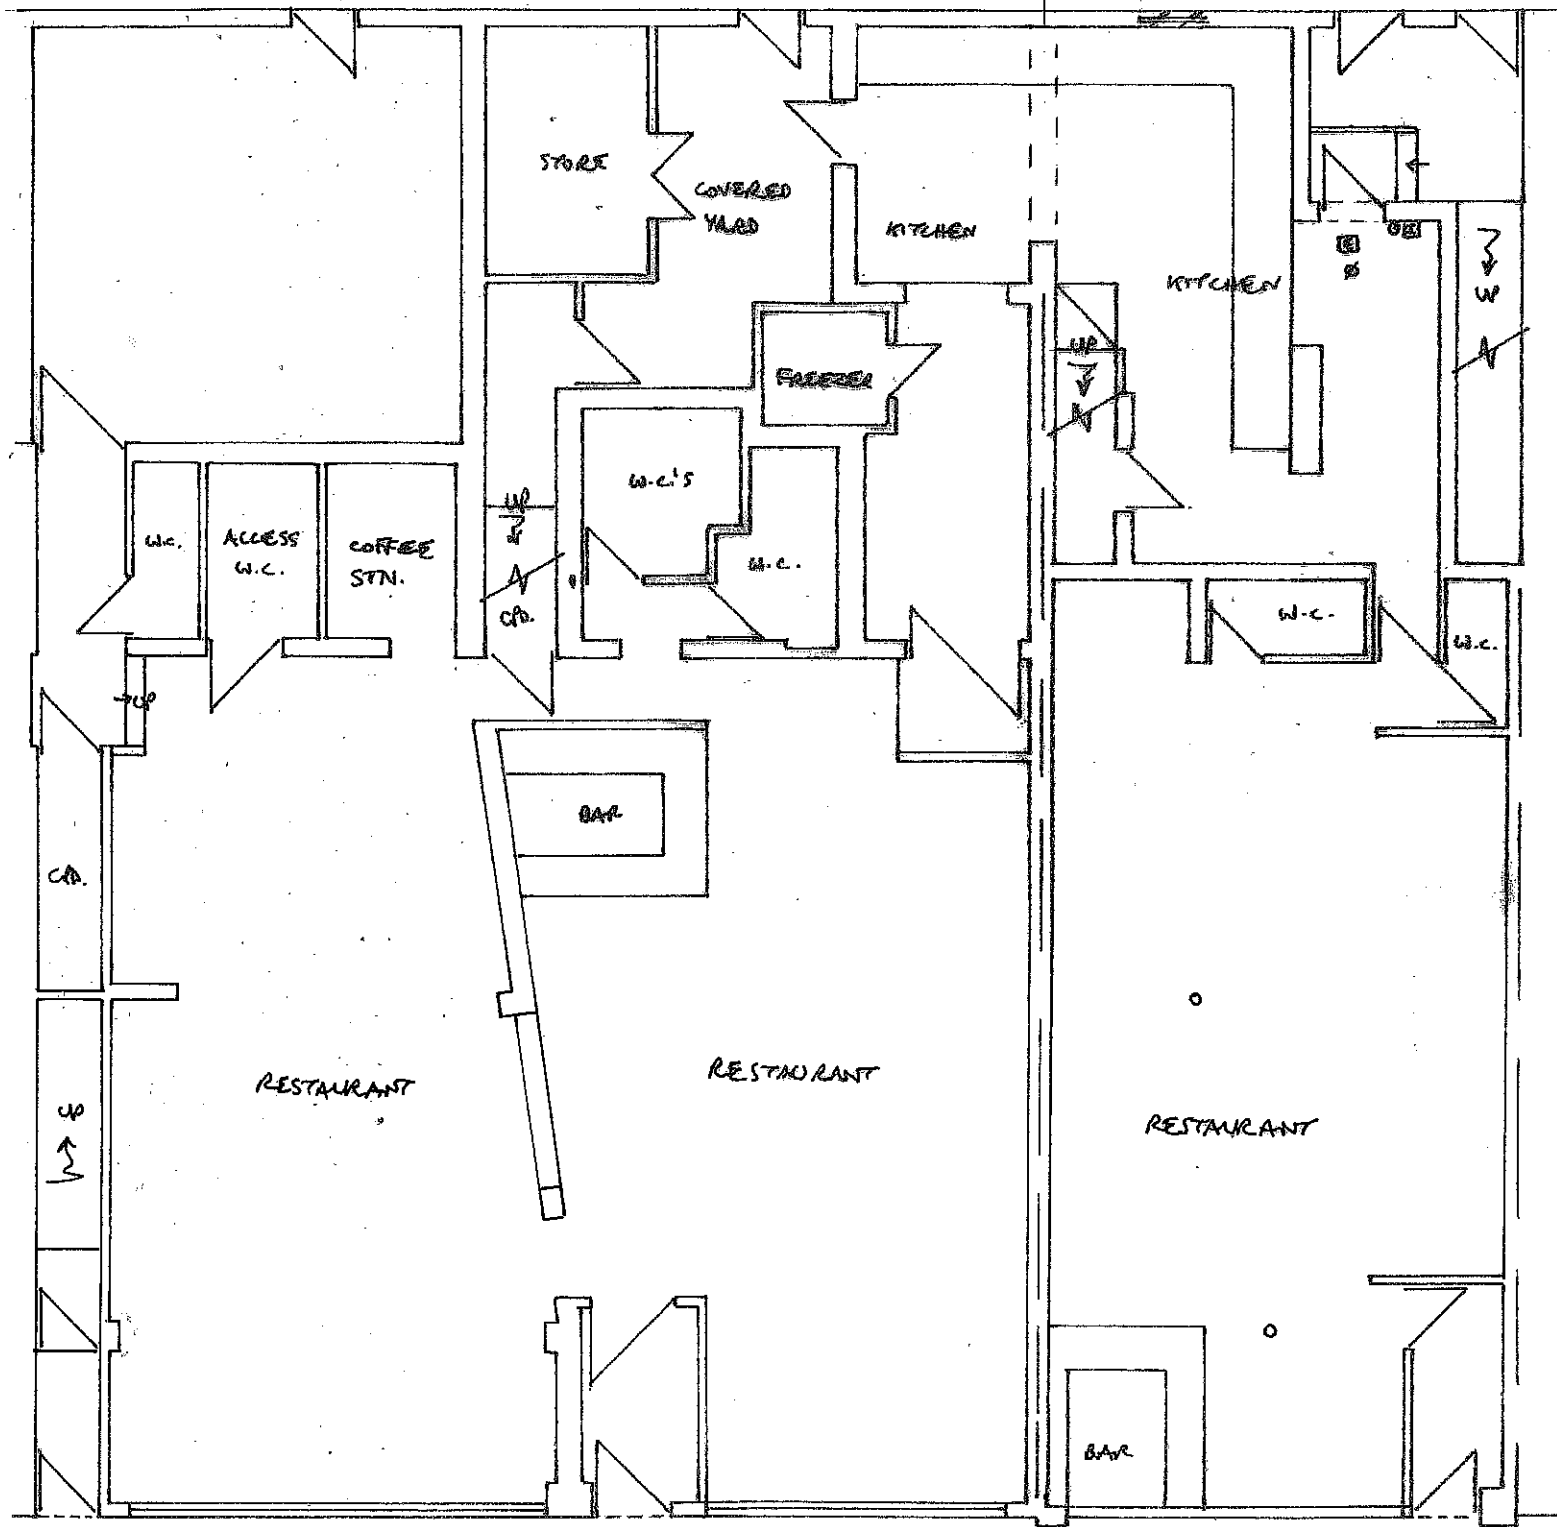 STORE
COVERED
YARD
KITCHEN
KITCHEN
UP
UP
FREEZER
W.C.'S
UP
CPD.
W.C.
ACCESS
W.C.
COFFEE
STN.
W.C.
W.C.
W.C.
UP
BAR
CPD.
RESTAURANT
RESTAURANT
RESTAURANT
UP
BAR